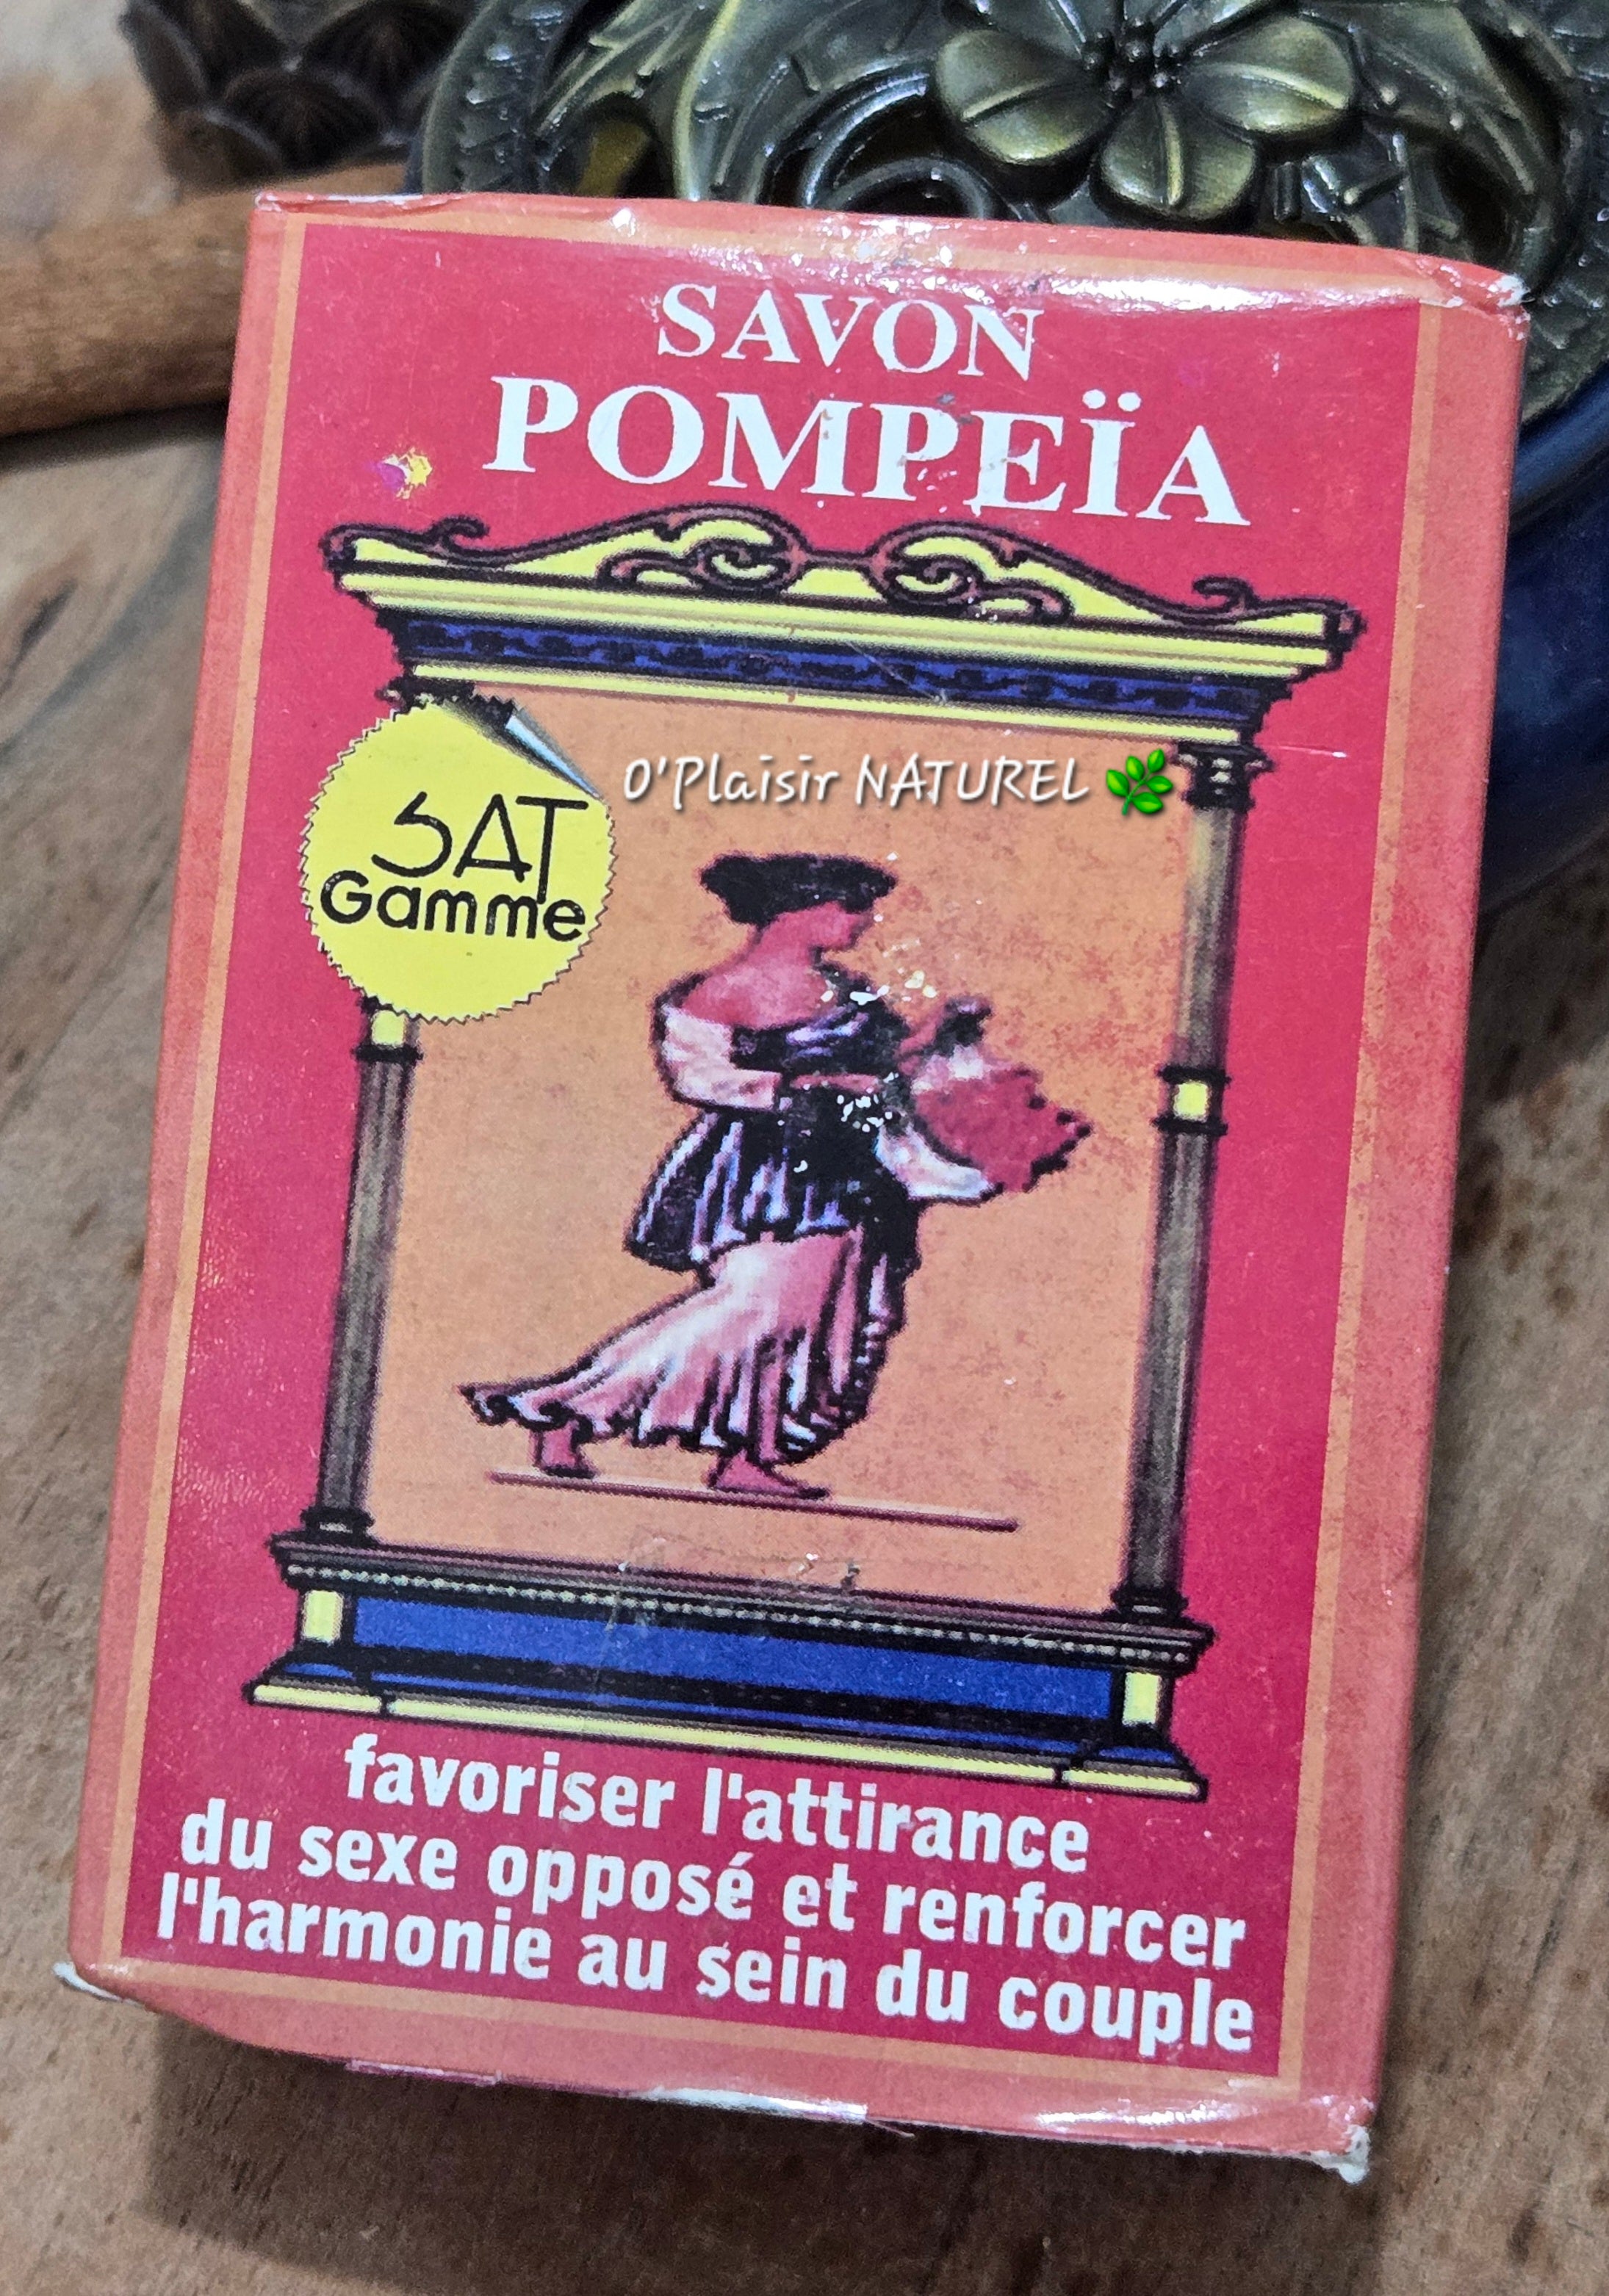 SAVON
POMPEÏA
O'Plaisir NATUREL
SAT
Gamme
favoriser l'attirance
du sexe opposé et renforcer
l'harmonie au sein du couple